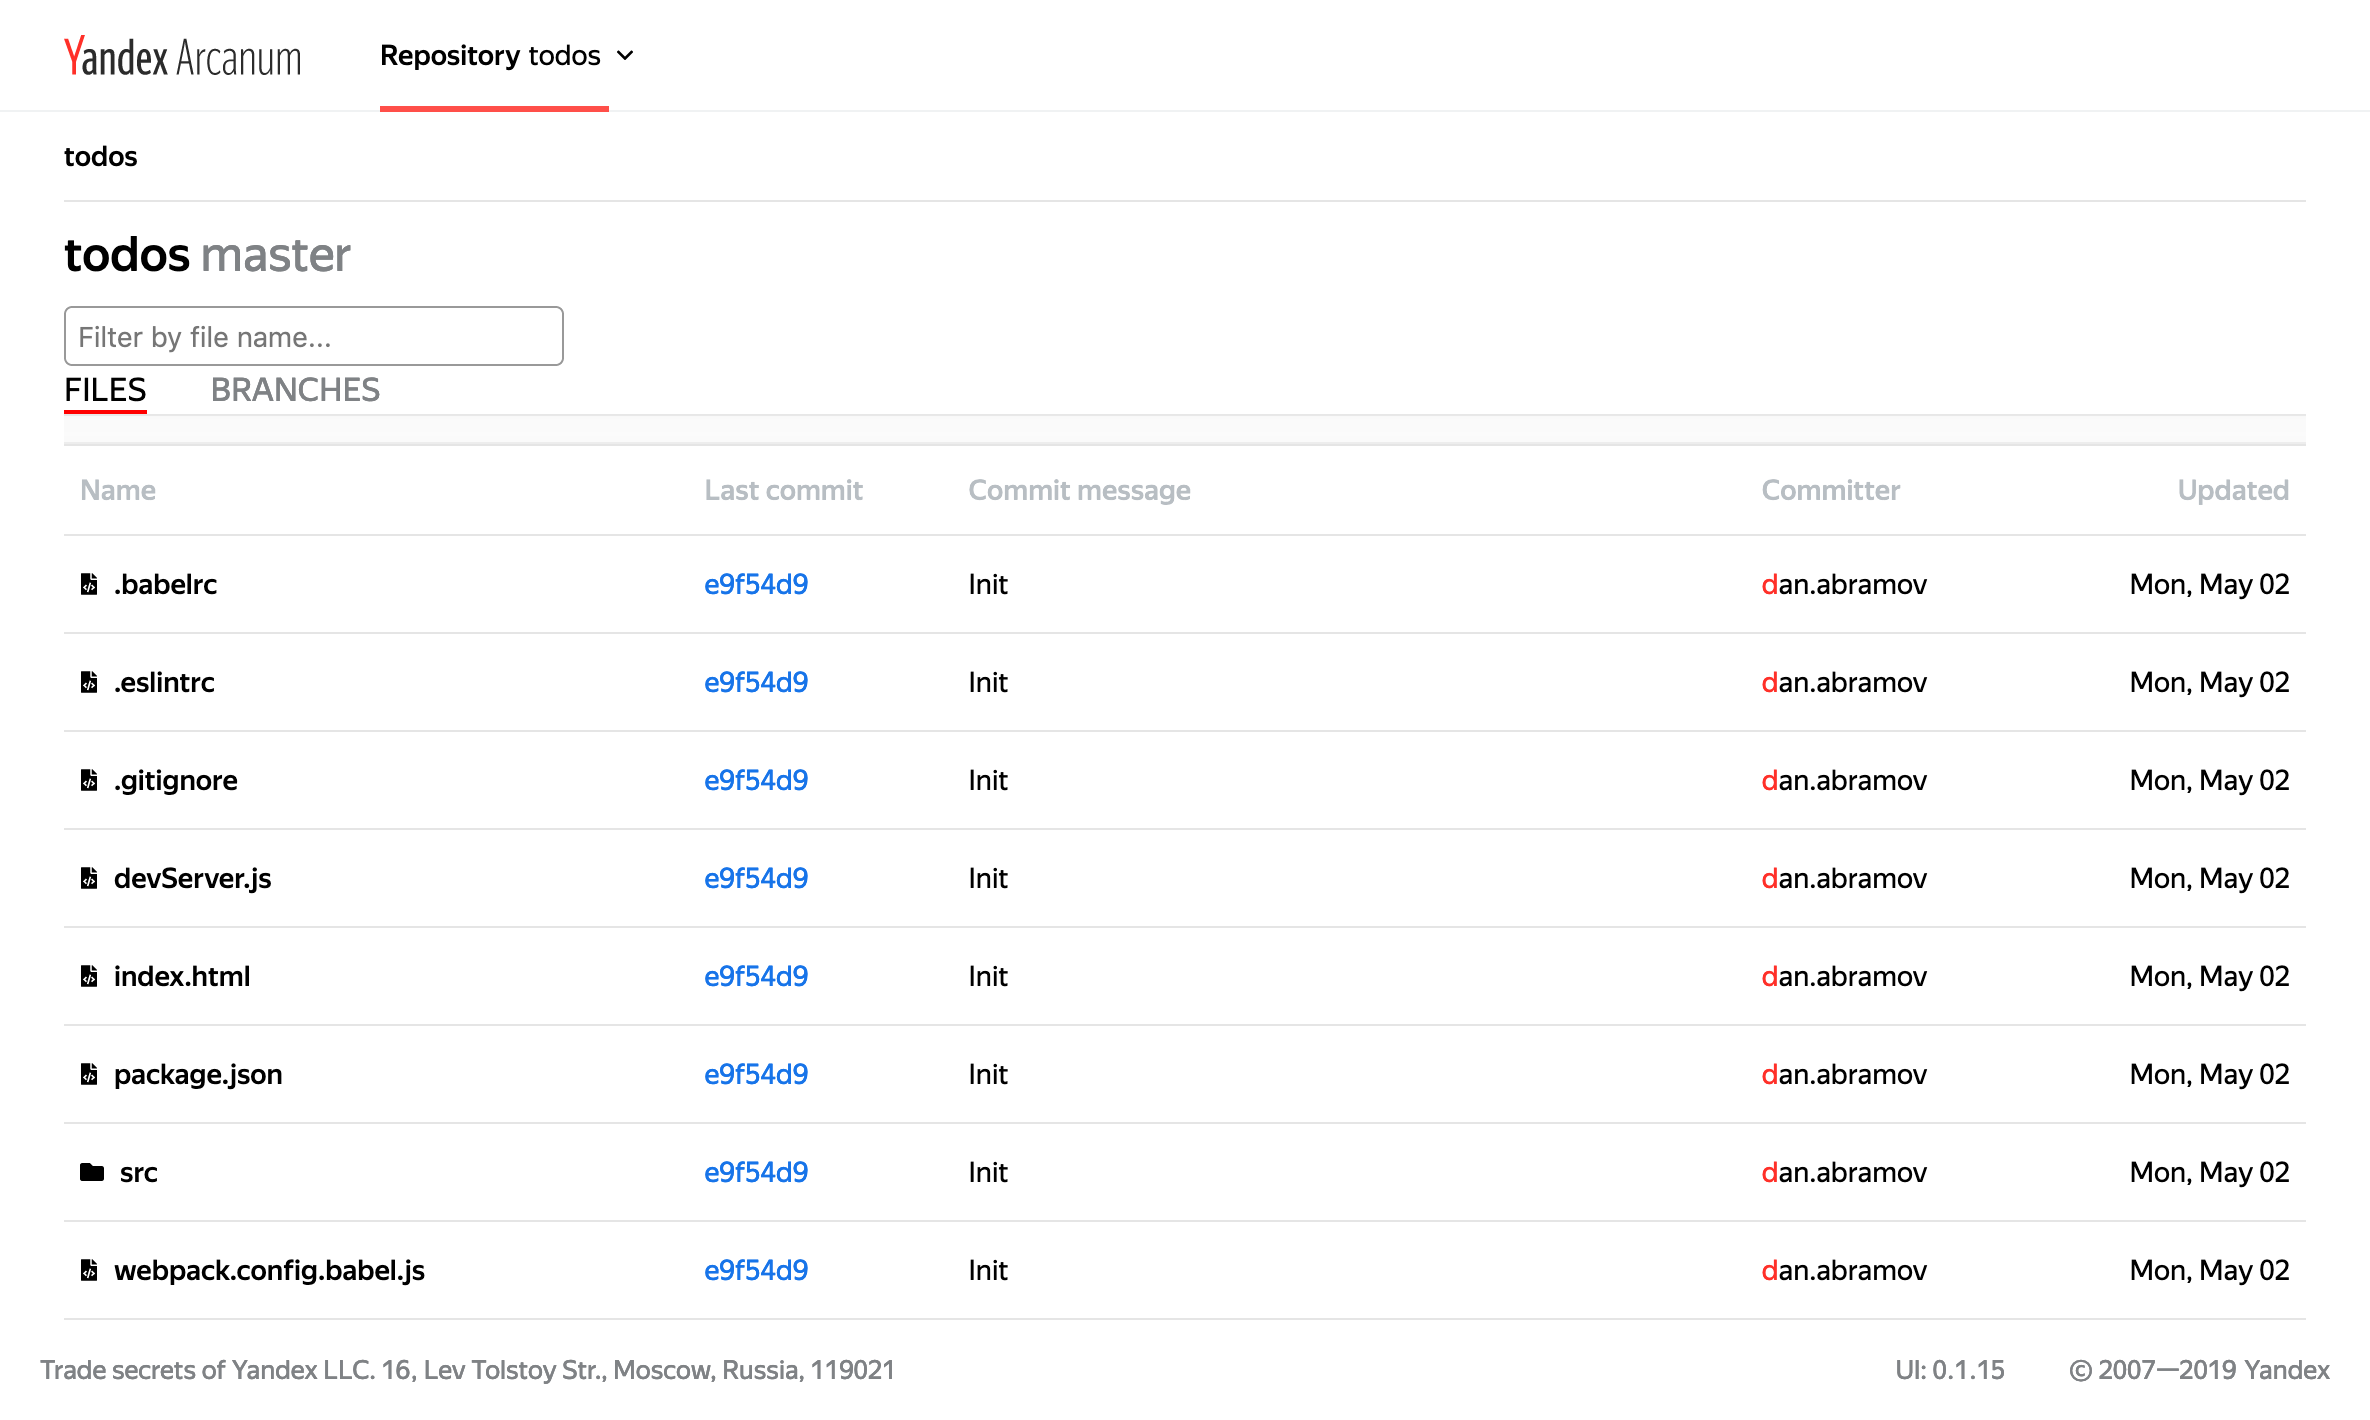 Yandex Arcanum Repository todos
todos
todos master
Filter by file name...
FILES BRANCHES
Name Last commit Commit message Committer Updated
.babelrc e9f54d9 Init dan.abramov Mon, May 02
.eslintrc e9f54d9 Init dan.abramov Mon, May 02
.gitignore e9f54d9 Init dan.abramov Mon, May 02
devServer.js e9f54d9 Init dan.abramov Mon, May 02
index.html e9f54d9 Init dan.abramov Mon, May 02
package.json e9f54d9 Init dan.abramov Mon, May 02
src e9f54d9 Init dan.abramov Mon, May 02
webpack.config.babel.js e9f54d9 Init dan.abramov Mon, May 02
Trade secrets of Yandex LLC. 16, Lev Tolstoy Str., Moscow, Russia, 119021 UI: 0.1.15 © 2007—2019 Yandex